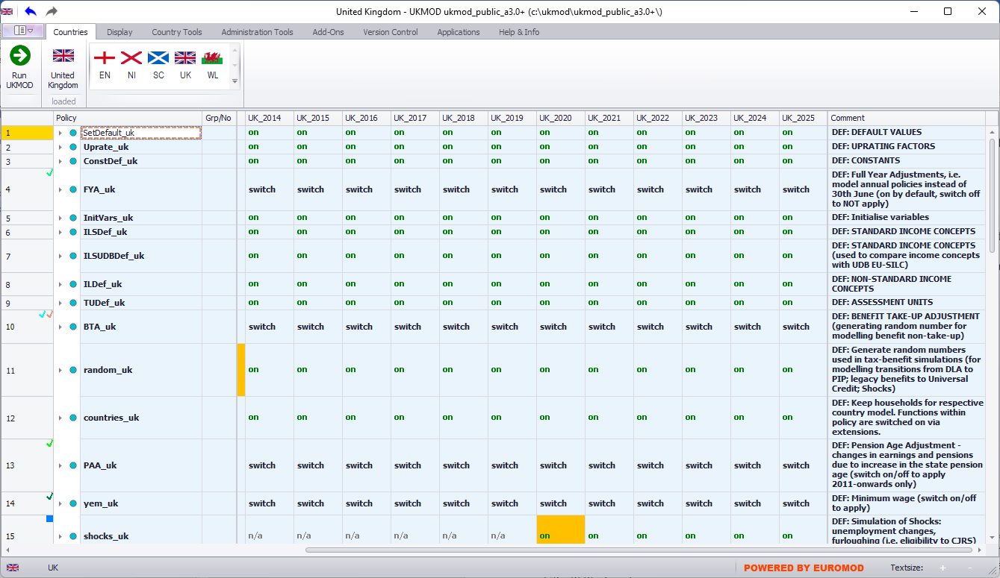 United Kingdom - UKMOD ukmod_public_a3.0+ (c:\ukmod\ukmod_public_a3.0+\)
Countries Display Country Tools Administration Tools Add-Ons Version Control Applications Help & Info
Run
UKMOD
United
Kingdom
loaded
EN NI SC UK WL
Policy Grp/No UK_2014 UK_2015 UK_2016 UK_2017 UK_2018 UK_2019 UK_2020 UK_2021 UK_2022 UK_2023 UK_2024 UK_2025 Comment
1 SetDefault_uk on on on on on on on on on on on on DEF: DEFAULT VALUES
2 Uprate_uk on on on on on on on on on on on on DEF: UPRATING FACTORS
3 ConstDef_uk on on on on on on on on on on on on DEF: CONSTANTS
4 FYA_uk switch switch switch switch switch switch switch switch switch switch switch switch DEF: Full Year Adjustments, i.e.
model annual policies instead of
30th June (on by default, switch off
to NOT apply)
5 InitVars_uk on on on on on on on on on on on on DEF: Initialise variables
6 ILSDef_uk on on on on on on on on on on on on DEF: STANDARD INCOME CONCEPTS
7 ILSUDBDef_uk on on on on on on on on on on on on DEF: STANDARD INCOME CONCEPTS
(used to compare income concepts
with UDB EU-SILC)
8 ILDef_uk on on on on on on on on on on on on DEF: NON-STANDARD INCOME
CONCEPTS
9 TUDef_uk on on on on on on on on on on on on DEF: ASSESSMENT UNITS
10 BTA_uk switch switch switch switch switch switch switch switch switch switch switch switch DEF: BENEFIT TAKE-UP ADJUSTMENT
(generating random number for
modelling benefit non-take-up)
11 random_uk on on on on on on on on on on on on DEF: Generate random numbers
used in tax-benefit simulations (for
modelling transitions from DLA to
PIP; legacy benefits to Universal
Credit; Shocks)
12 countries_uk on on on on on on on on on on on on DEF: Keep households for respective
country model. Functions within
policy are switched on via
extensions.
13 PAA_uk switch switch switch switch switch switch switch switch switch switch switch switch DEF: Pension Age Adjustment -
changes in earnings and pensions
due to increase in the state pension
age (switch on/off to apply
2011-onwards only)
14 yem_uk switch switch switch switch switch switch switch switch switch switch switch switch DEF: Minimum wage (switch on/off
to apply)
15 shocks_uk n/a n/a n/a n/a n/a n/a on on on on on on DEF: Simulation of Shocks:
unemployment changes,
furloughing (i.e. eligibility to CJRS)
UK POWERED BY EUROMOD Textsize: + -